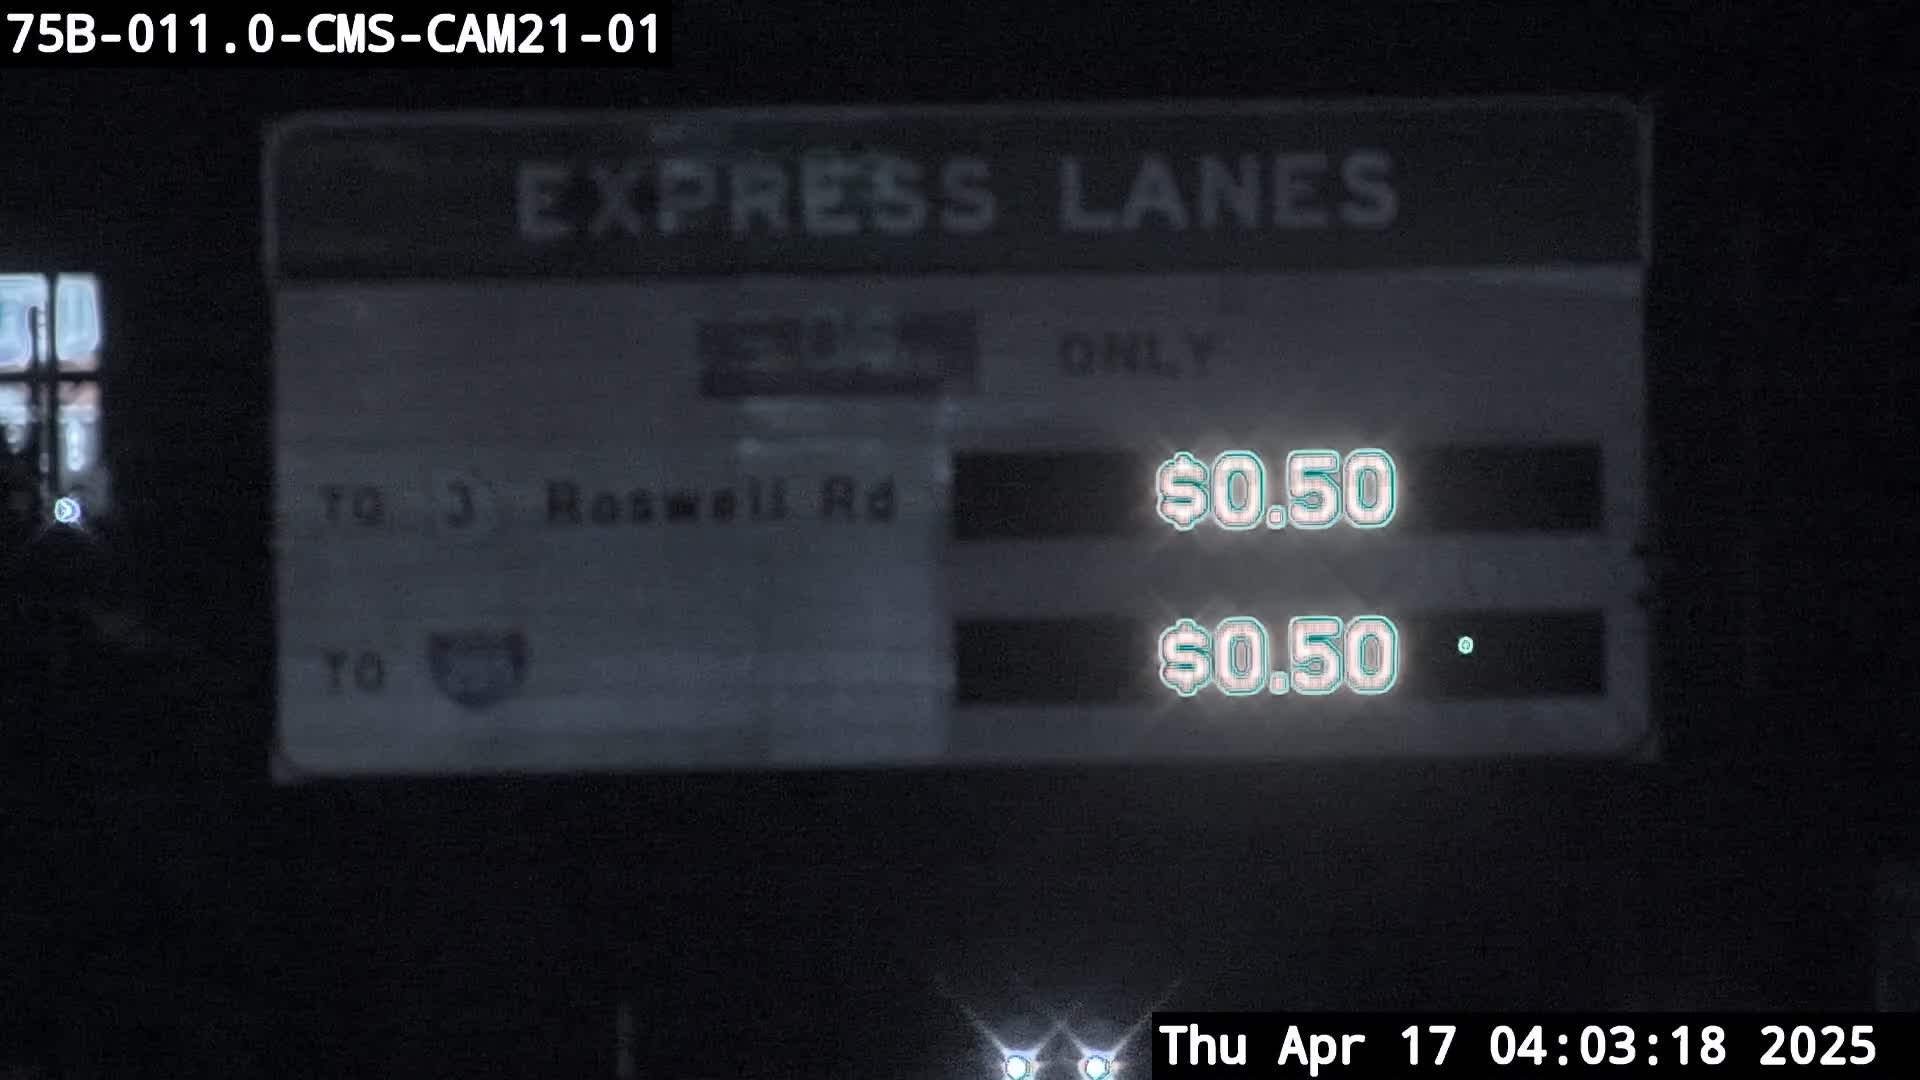 75B-011.0-CMS-CAM21-01
EXPRESS LANES
ONLY
TO J Roswell Rd $0.50
TO $0.50
Thu Apr 17 04:03:18 2025